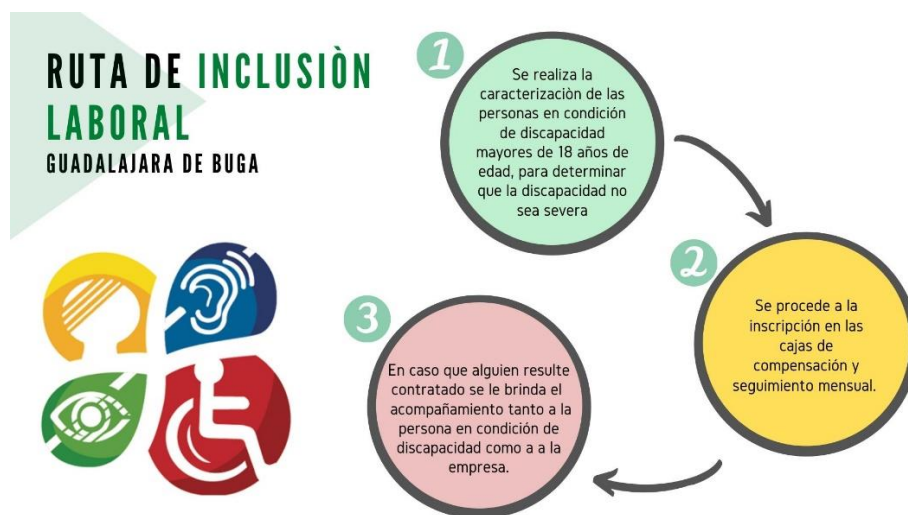 RUTA DE INCLUSIÒN
LABORAL
GUADALAJARA DE BUGA
1
Se realiza la
caracterizaciòn de las
personas en condición
de discapacidad
mayores de 18 años de
edad, para determinar
que la discapacidad no
sea severa
2
Se procede a la
inscripción en las
cajas de
compensación y
seguimiento mensual.
3
En caso que alguien resulte
contratado se le brinda el
acompañamiento tanto a la
persona en condición de
discapacidad como a a la
empresa.